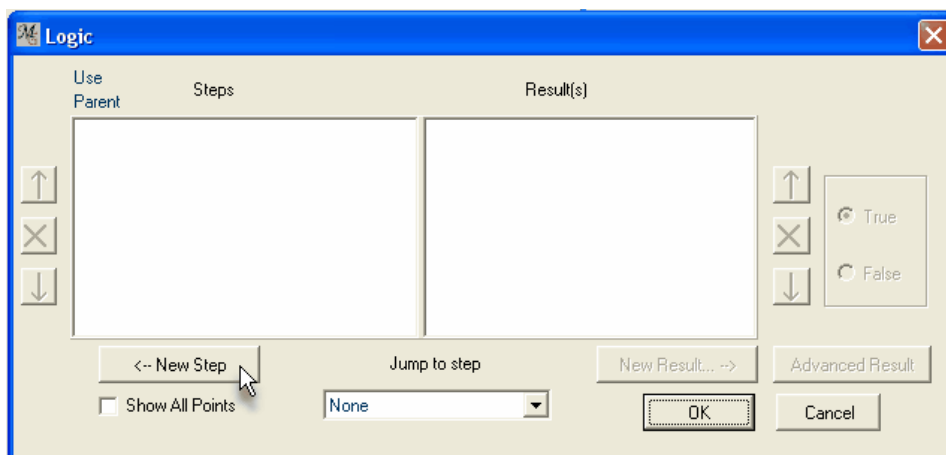 Logic
Use
Parent
Steps
Result(s)
True
False
<-- New Step
Jump to step
New Result... -->
Advanced Result
Show All Points
None
OK
Cancel